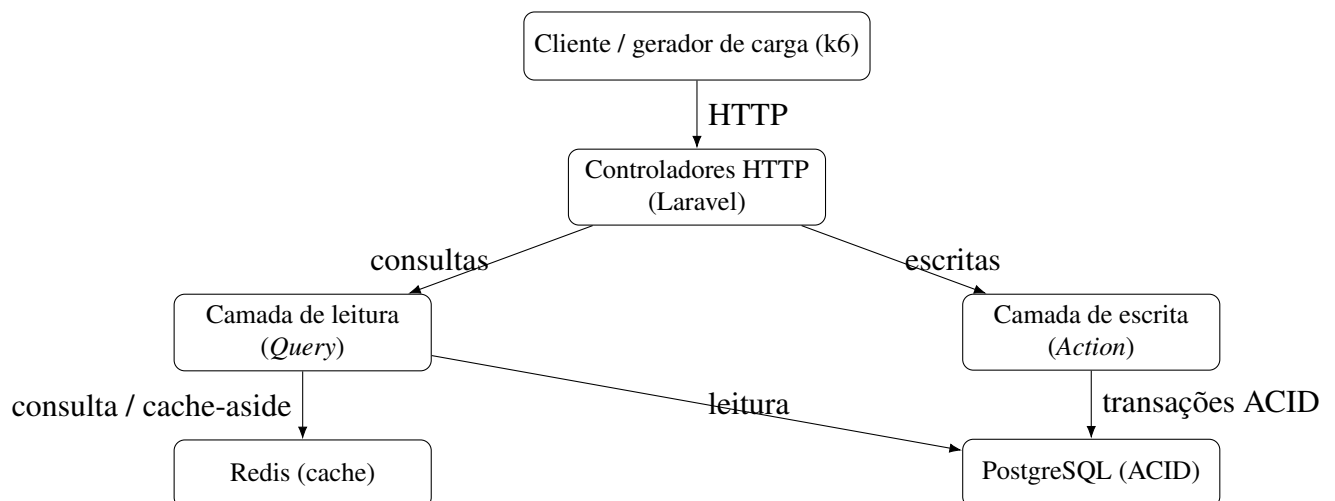 Cliente / gerador de carga (k6)
HTTP
Controladores HTTP
(Laravel)
consultas
escritas
Camada de leitura
(Query)
Camada de escrita
(Action)
consulta / cache-aside
leitura
transações ACID
Redis (cache)
PostgreSQL (ACID)